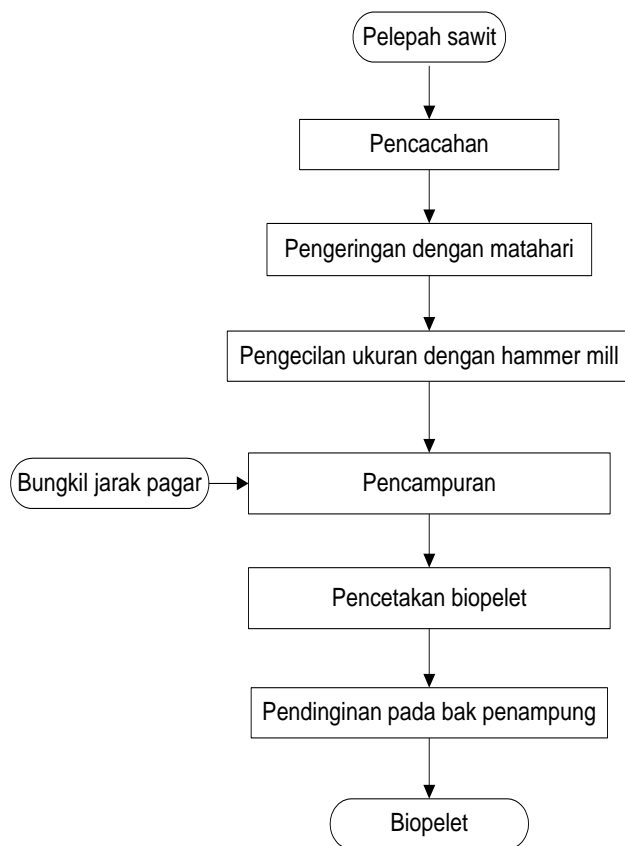 Pelepah sawit
Pencacahan
Pengeringan dengan matahari
Pengecilan ukuran dengan hammer mill
Bungkil jarak pagar
Pencampuran
Pencetakan biopelet
Pendinginan pada bak penampung
Biopelet